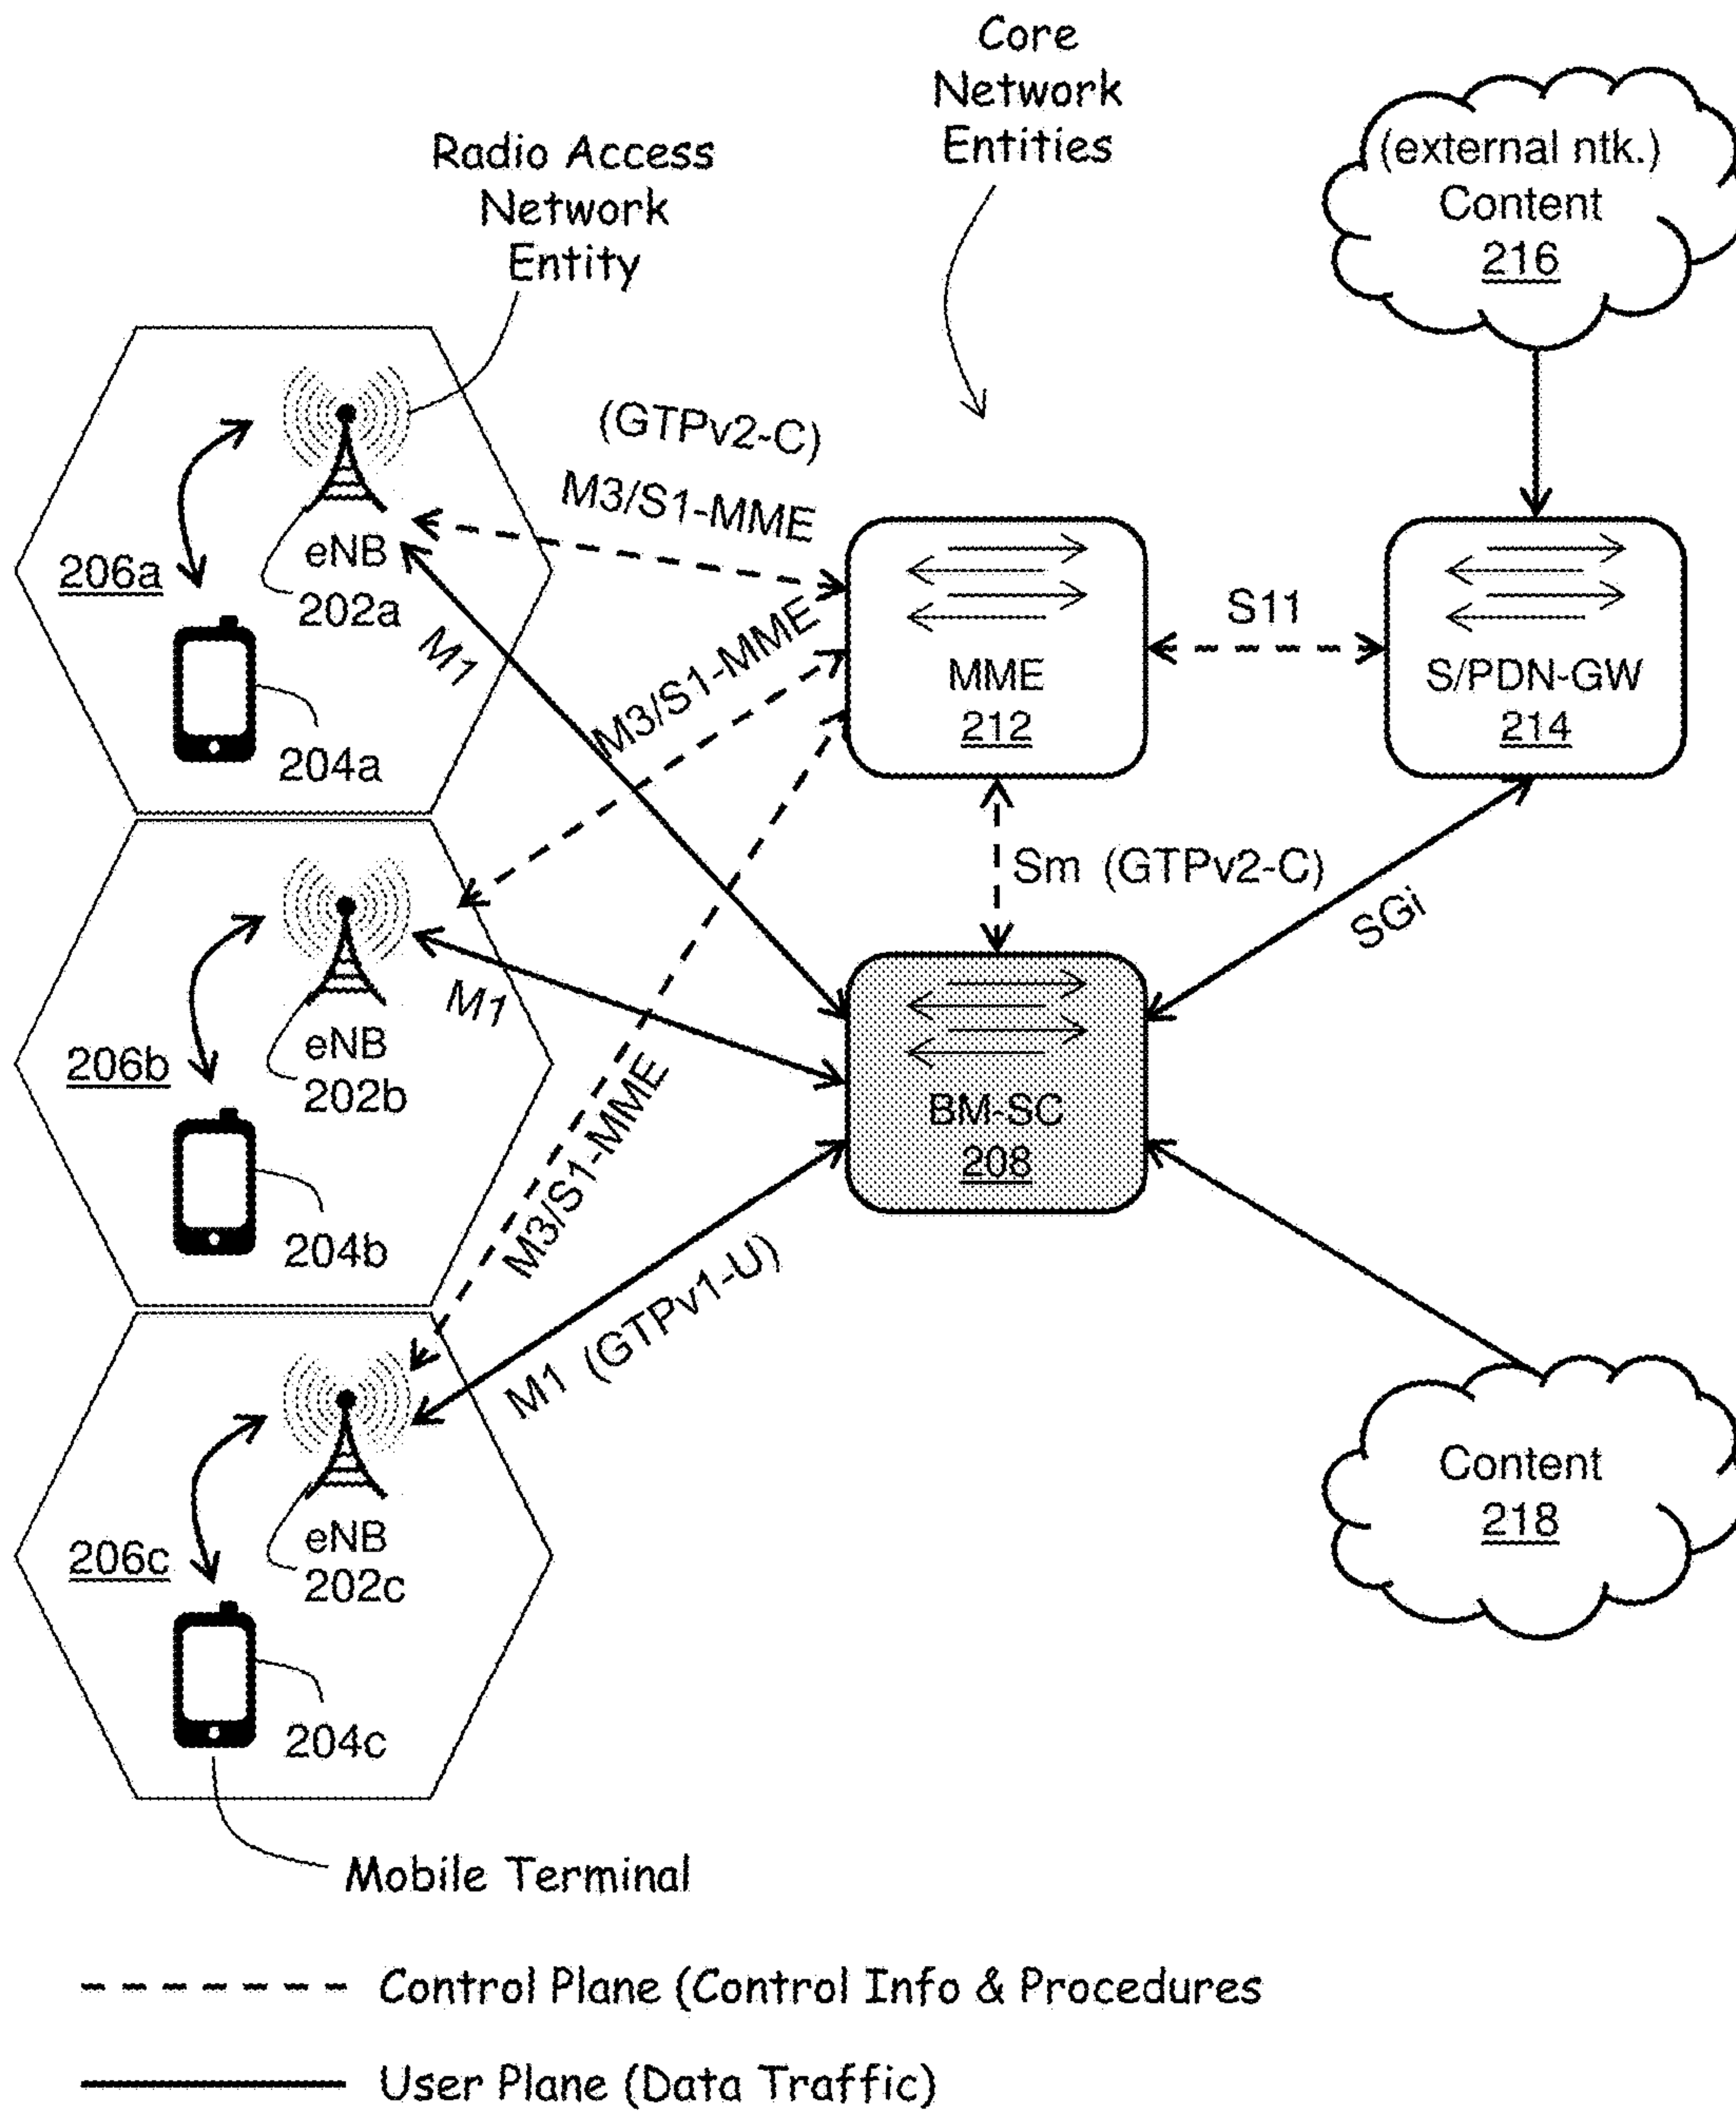 Core
Network
Entities
Radio Access
Network
Entity
(external ntk.)
Content
216
(GTPv2-C)
M3/S1-MME
eNB
202a
206a
204a
M1
M3/S1-MME
MME
212
S11
S/PDN-GW
214
Sm (GTPv2-C)
SGi
eNB
202b
206b
204b
M1
M3/S1-MME
BM-SC
208
M1 (GTPv1-U)
eNB
202c
206c
204c
Content
218
Mobile Terminal
Control Plane (Control Info & Procedures
User Plane (Data Traffic)